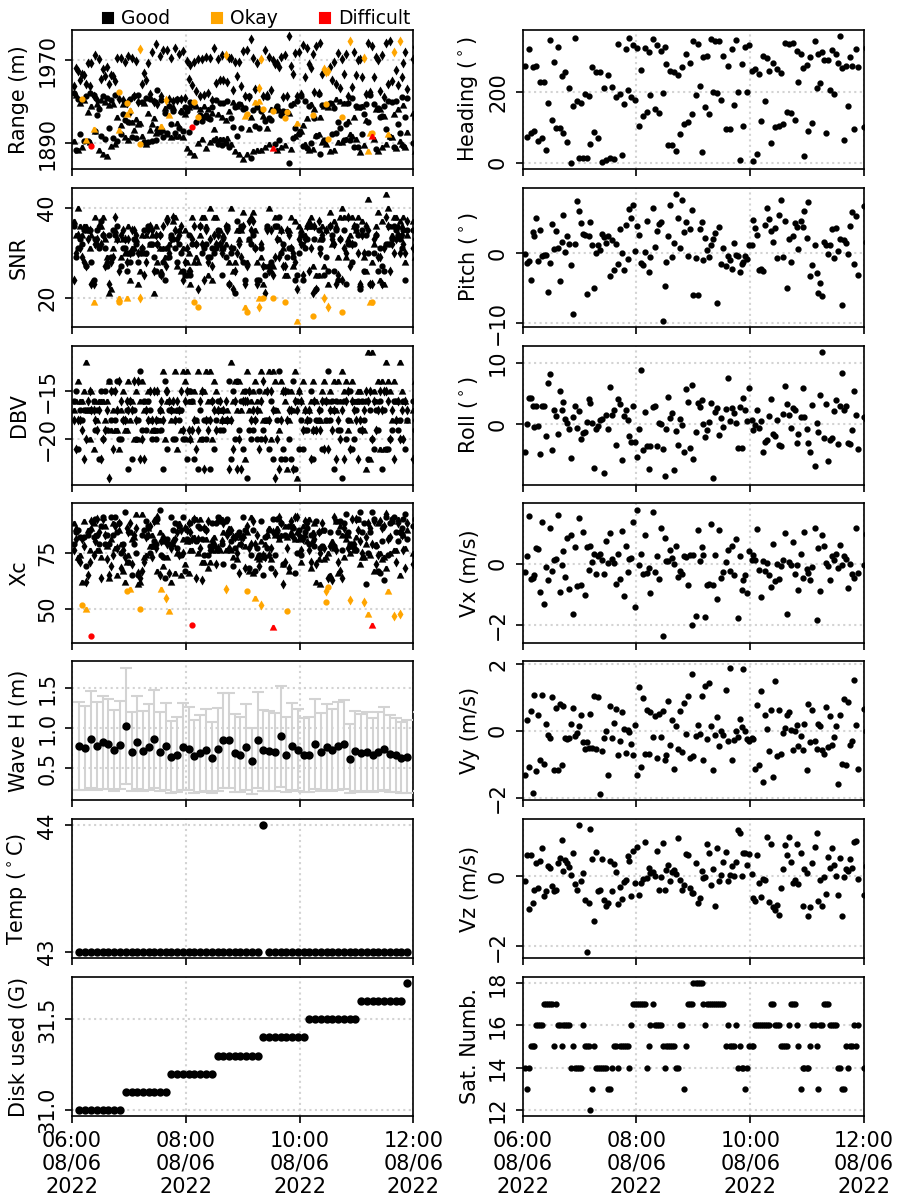 Good Okay Difficult
Range (m)
1970
1890
Heading (°)
200
0
SNR
40
20
Pitch (°)
0
−10
DBV
−15
−20
Roll (°)
10
0
Xc
75
50
Vx (m/s)
0
−2
Wave H (m)
1.5
1.0
0.5
Vy (m/s)
2
0
−2
Temp (°C)
44
43
Vz (m/s)
0
−2
Disk used (G)
31.5
31.0
Sat. Numb.
18
16
14
12
06:00 08:00 10:00 12:00 06:00 08:00 10:00 12:00
08/06 08/06 08/06 08/06 08/06 08/06 08/06 08/06
2022 2022 2022 2022 2022 2022 2022 2022